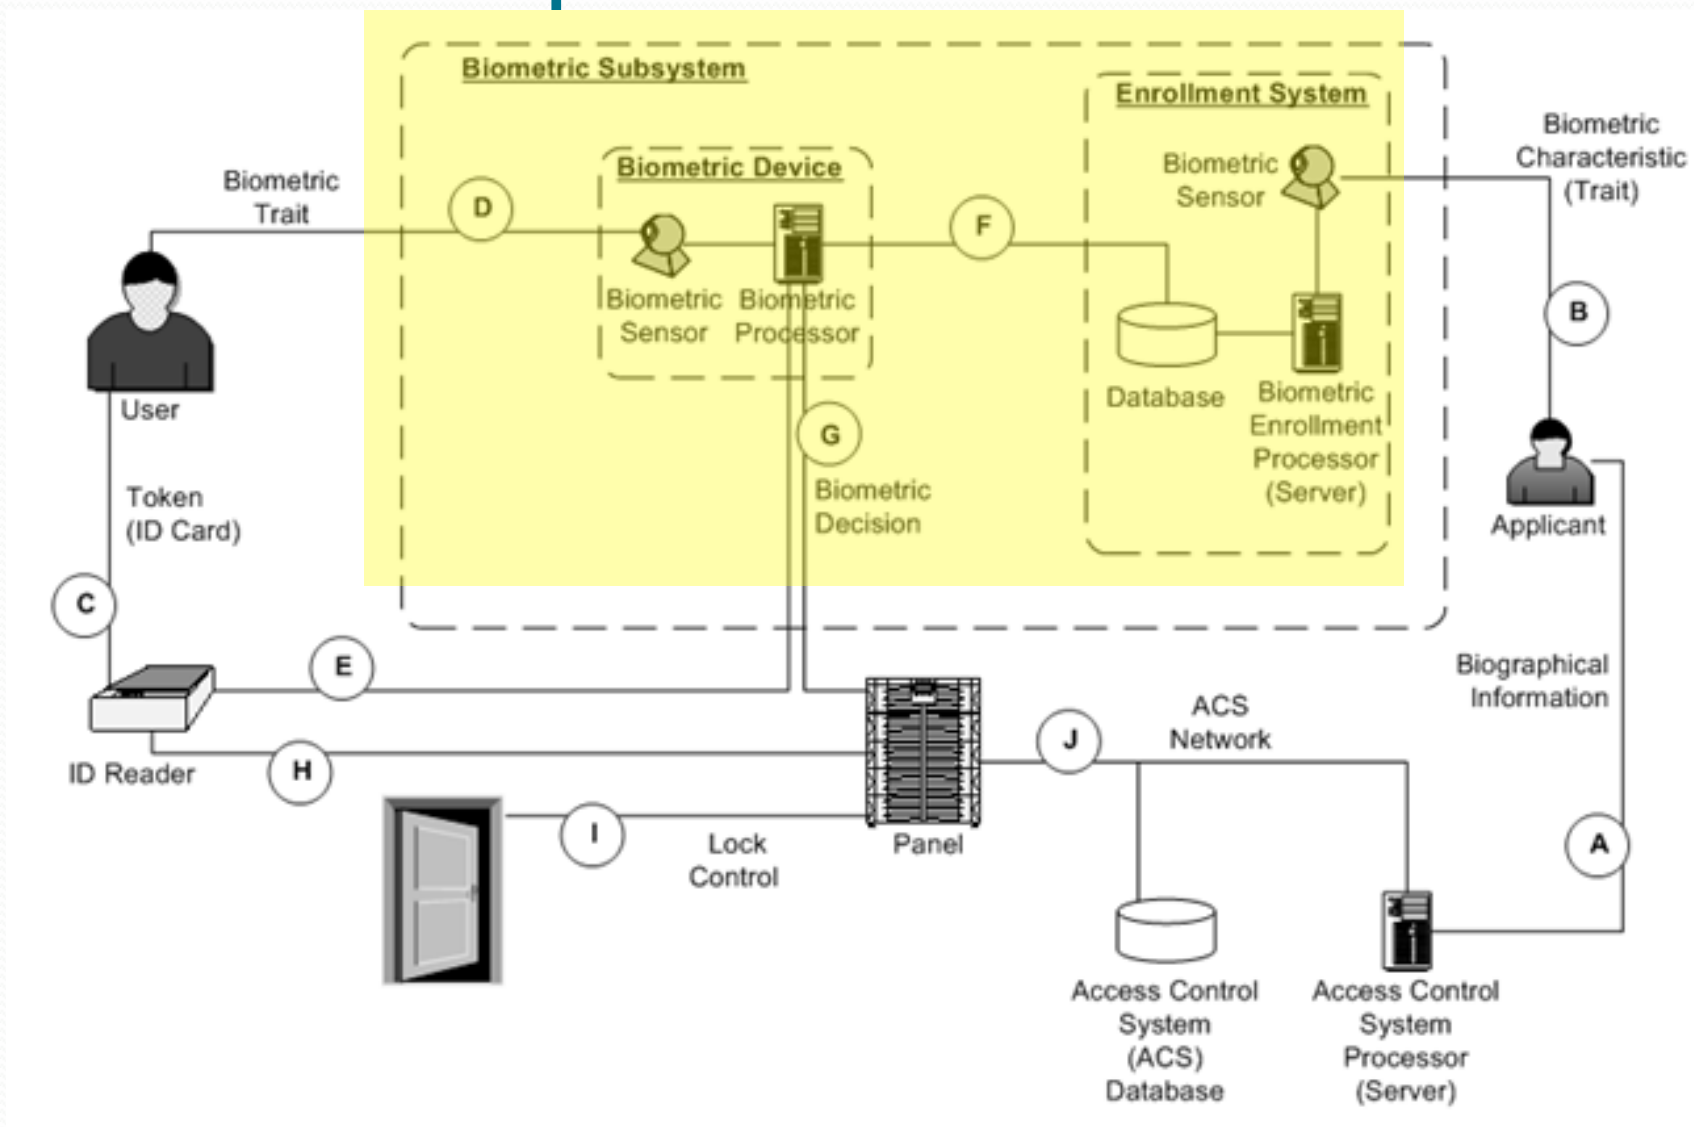 Biometric Subsystem
Enrollment System
Biometric
Characteristic
(Trait)
Biometric
Sensor
Biometric Device
Biometric
Trait
D
F
Biometric
Sensor
Biometric
Processor
B
User
Database
Biometric
Enrollment
Processor
(Server)
G
Biometric
Decision
Token
(ID Card)
Applicant
C
E
Biographical
Information
ACS
Network
J
ID Reader
H
I
Lock
Control
Panel
A
Access Control
System
(ACS)
Database
Access Control
System
Processor
(Server)